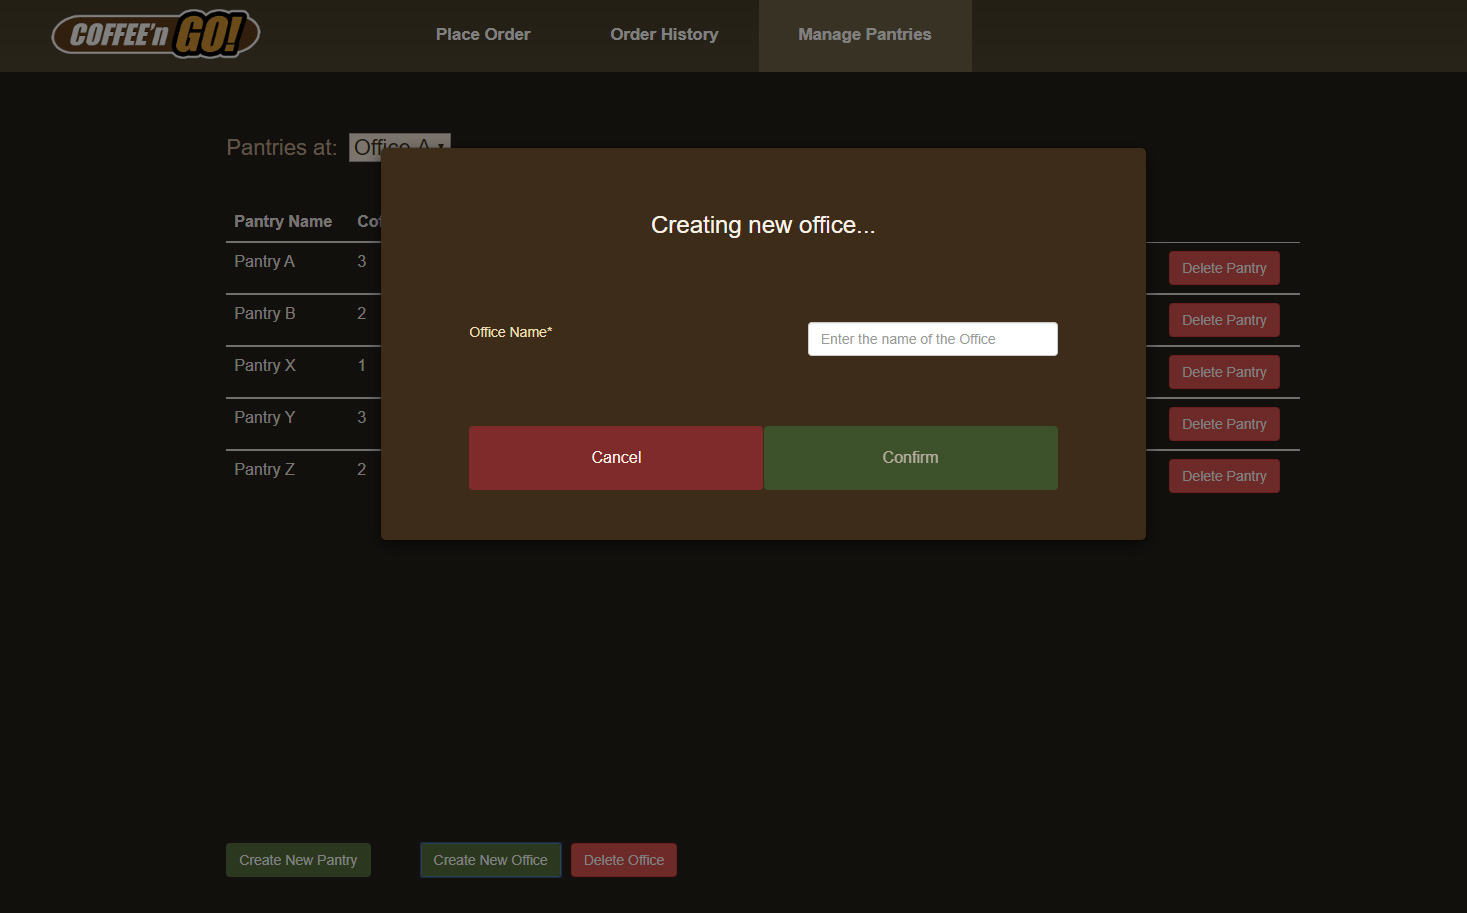 COFFEE'n GO!
Place Order
Order History
Manage Pantries
Pantries at: Office A
Creating new office...
Pantry Name
Pantry A 3 Delete Pantry
Office Name* Enter the name of the Office
Pantry B 2 Delete Pantry
Pantry X 1 Delete Pantry
Pantry Y 3 Delete Pantry
Cancel Confirm
Pantry Z 2 Delete Pantry
Create New Pantry Create New Office Delete Office